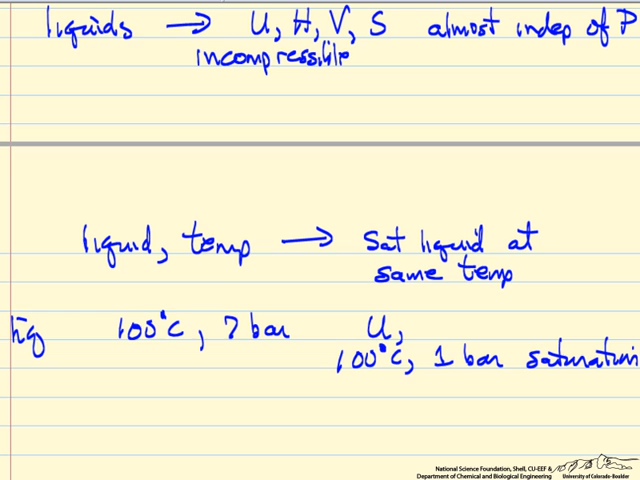 liquids → U, H, V, S almost indep of P
incompressible
liquid, temp → Sat liquid at
same temp
Eg 100°C, 7 bar U,
100°C, 1 bar saturation
National Science Foundation, Shell, CU-EEF &
Department of Chemical and Biological Engineering University of Colorado-Boulder